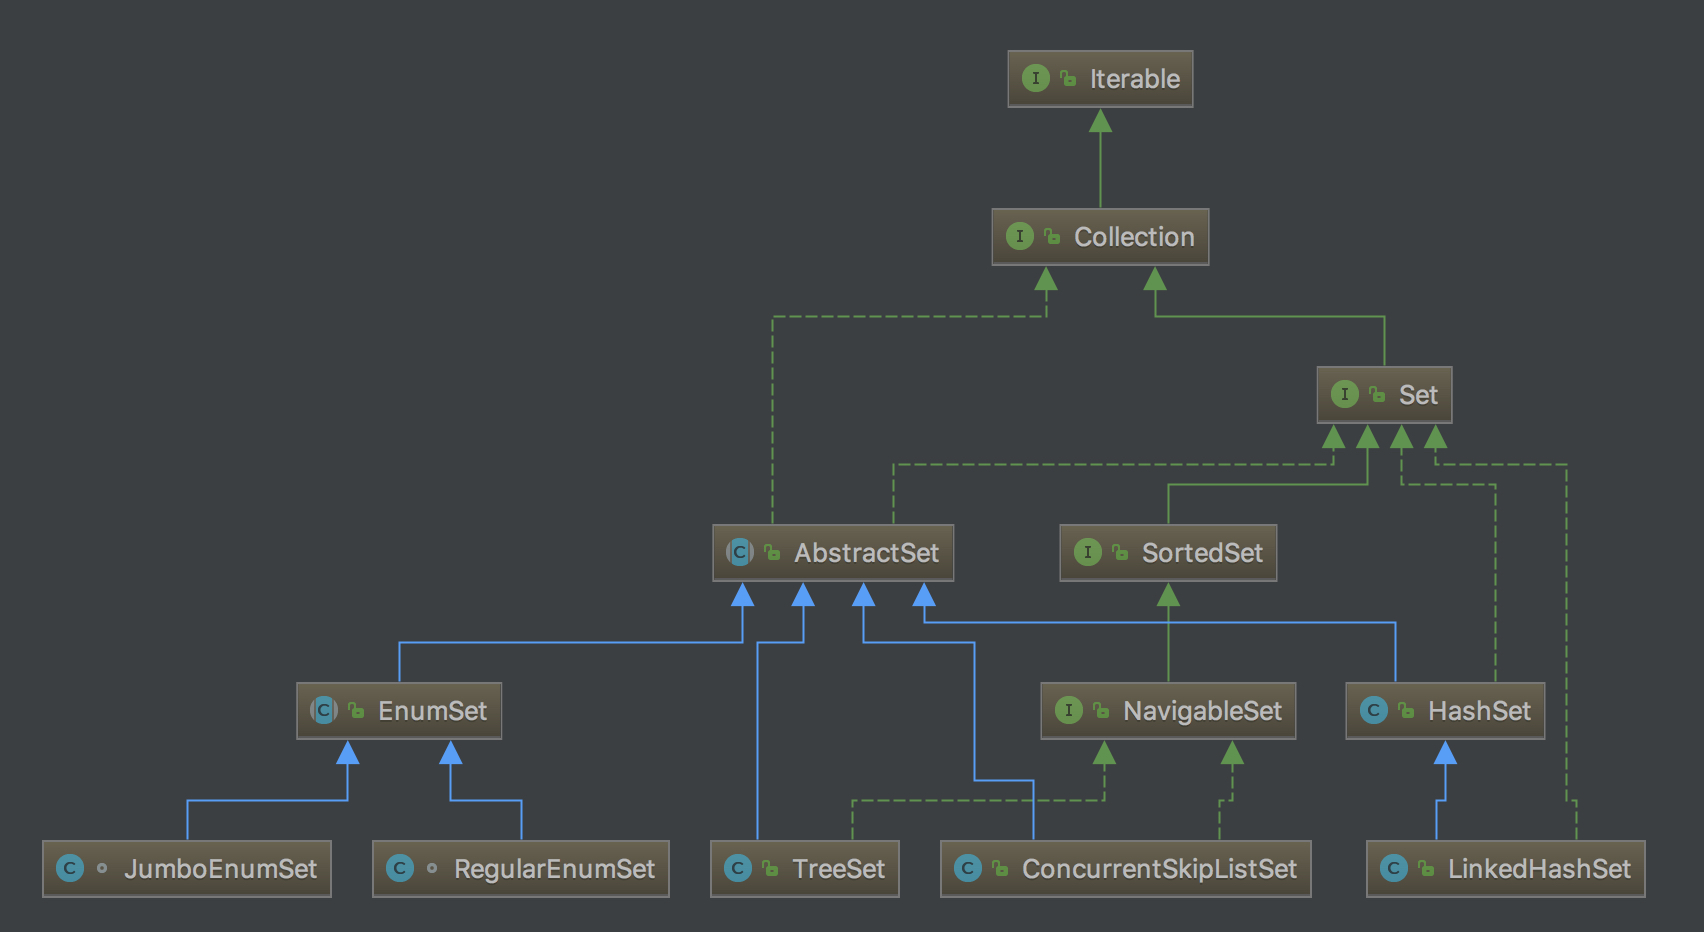 I Iterable
I Collection
I Set
C AbstractSet
I SortedSet
C EnumSet
I NavigableSet
C HashSet
C JumboEnumSet
C RegularEnumSet
C TreeSet
C ConcurrentSkipListSet
C LinkedHashSet